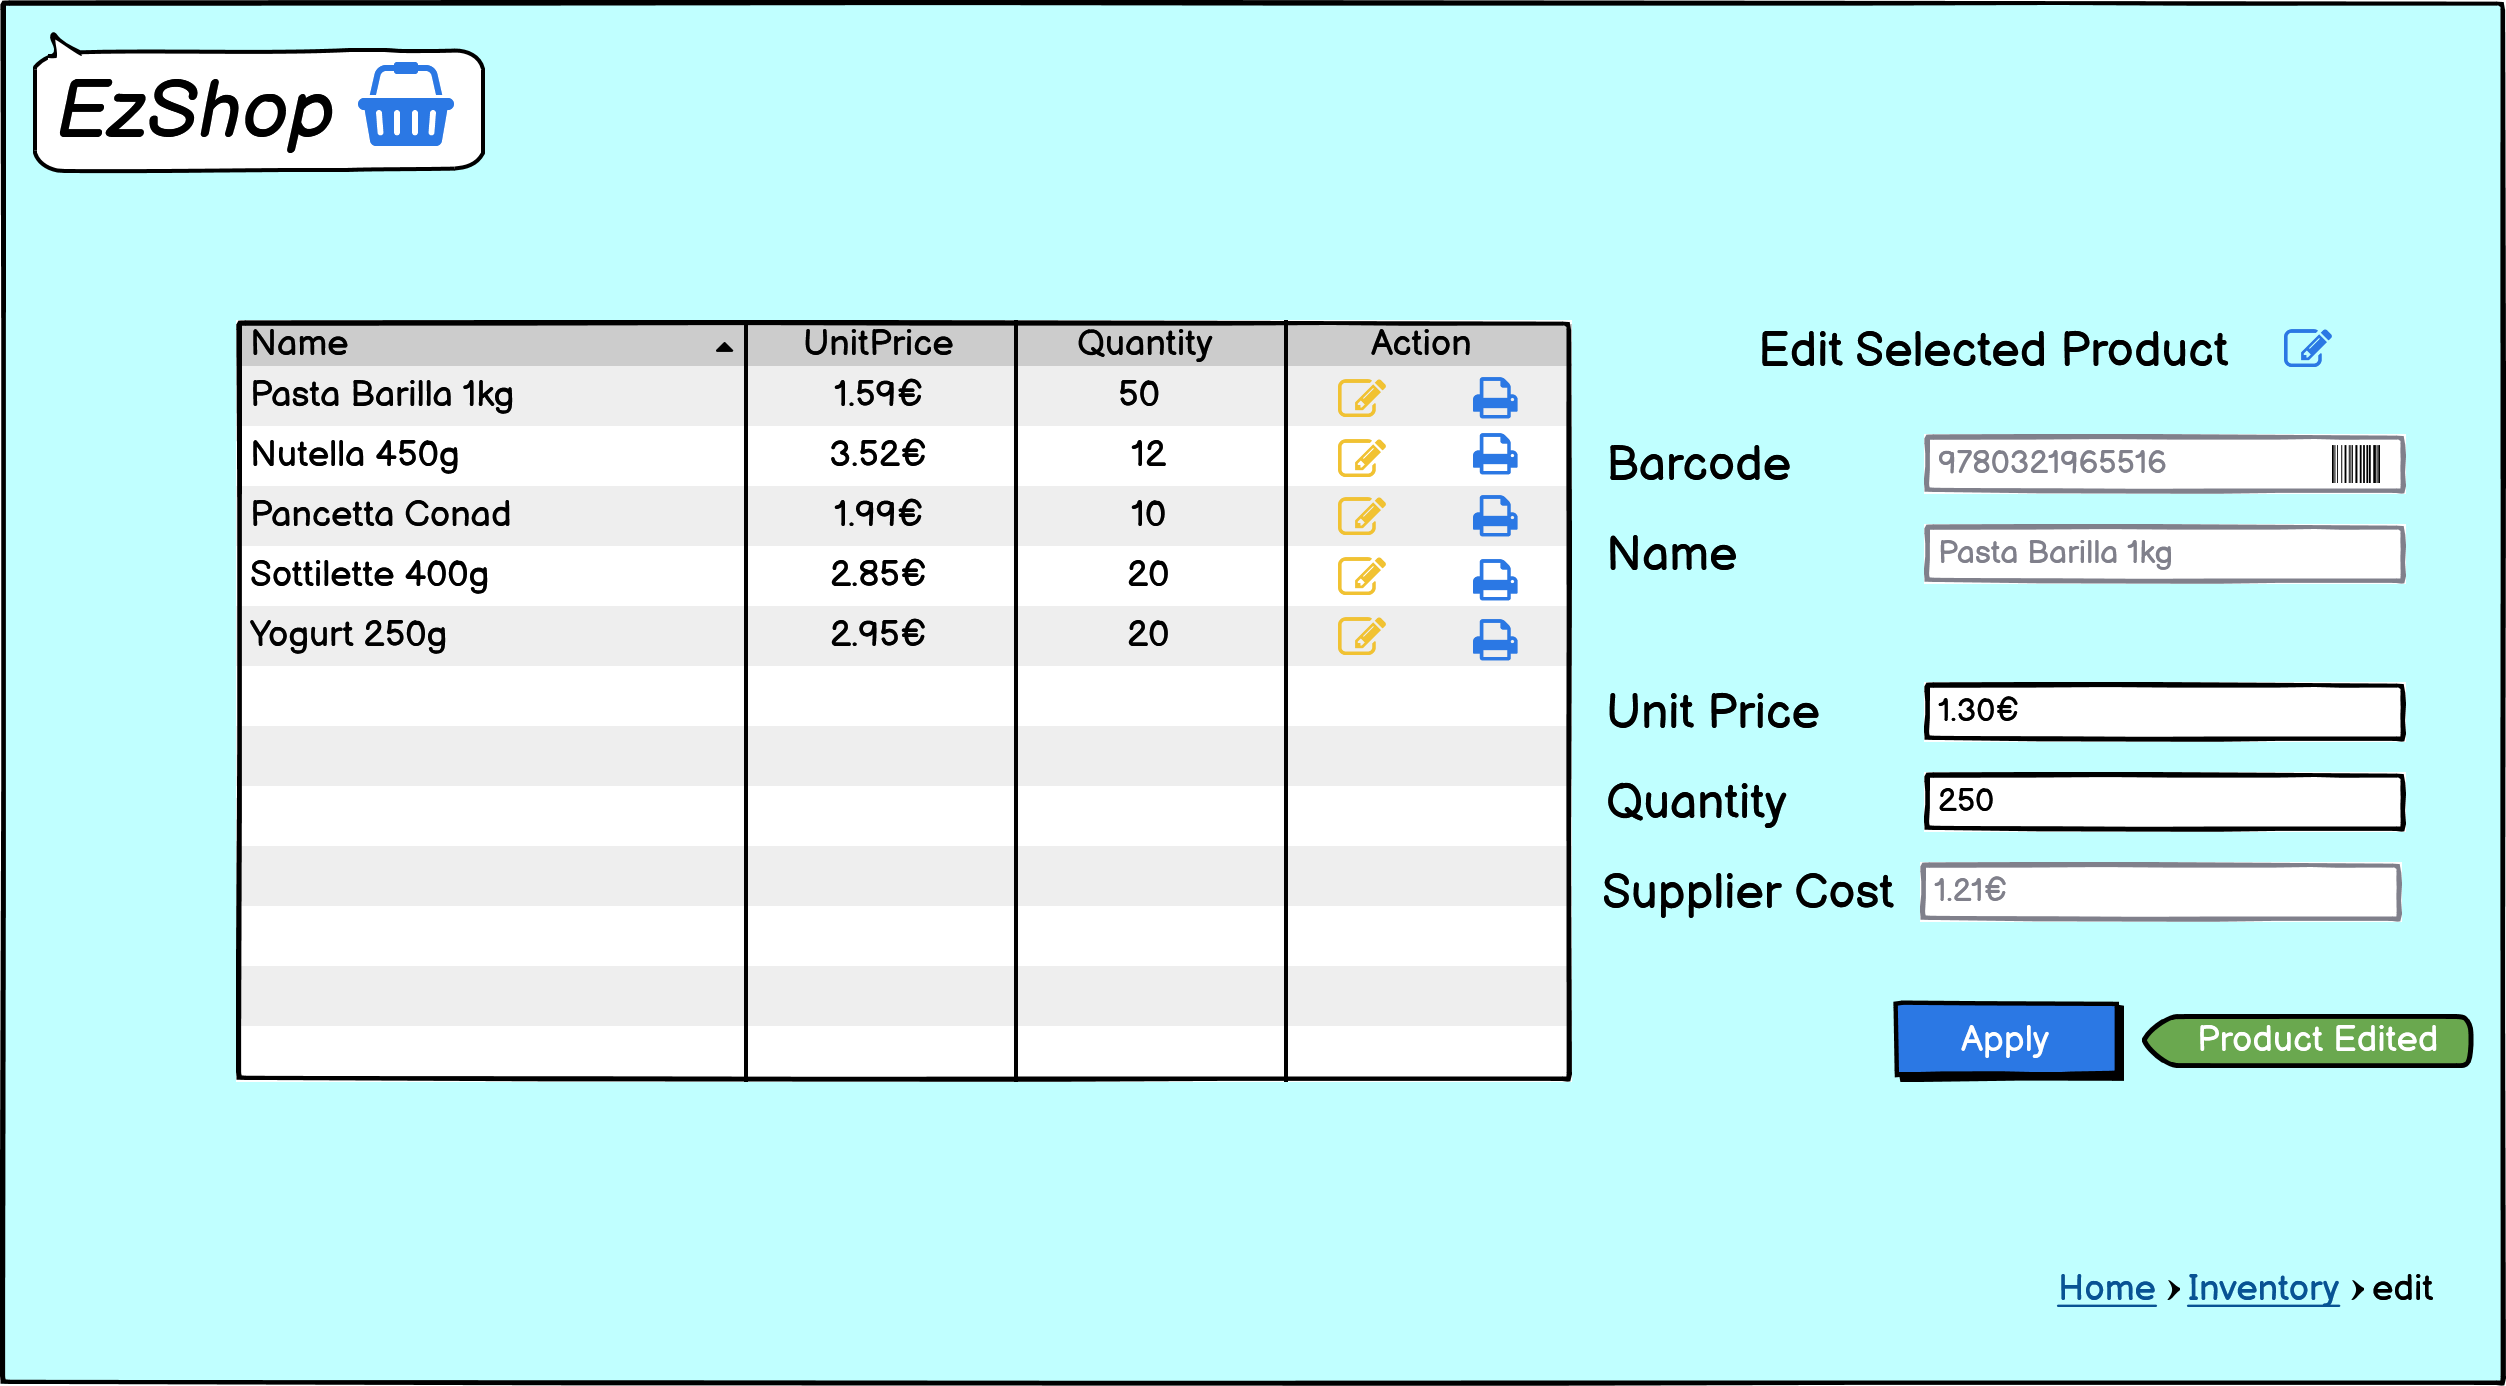 EzShop
Name UnitPrice Quantity Action
Pasta Barilla 1kg 1.59€ 50
Nutella 450g 3.52€ 12
Pancetta Conad 1.99€ 10
Sottilette 400g 2.85€ 20
Yogurt 250g 2.95€ 20
Edit Selected Product
Barcode 9780321965516
Name Pasta Barilla 1kg
Unit Price 1.30€
Quantity 250
Supplier Cost 1.21€
Apply Product Edited
Home › Inventory › edit